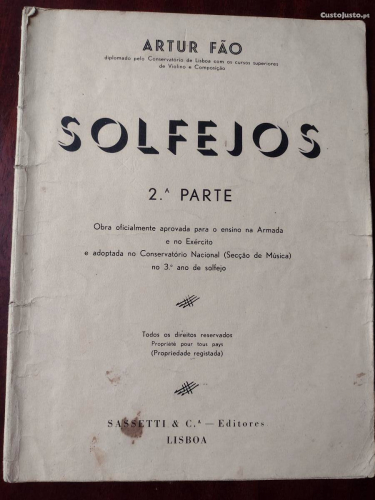 CustoJusto.pt
ARTUR FÃO
diplomado pelo Conservatório de Lisboa com os cursos superiores
de Violino e Composição
SOLFEJOS
2.ª PARTE
Obra oficialmente aprovada para o ensino na Armada
e no Exército
e adoptada no Conservatório Nacional (Secção de Música)
no 3.º ano de solfejo
Todos os direitos reservados
Propriété pour tous pays
(Propriedade registada)
SASSETTI & C.ª — Editores
LISBOA